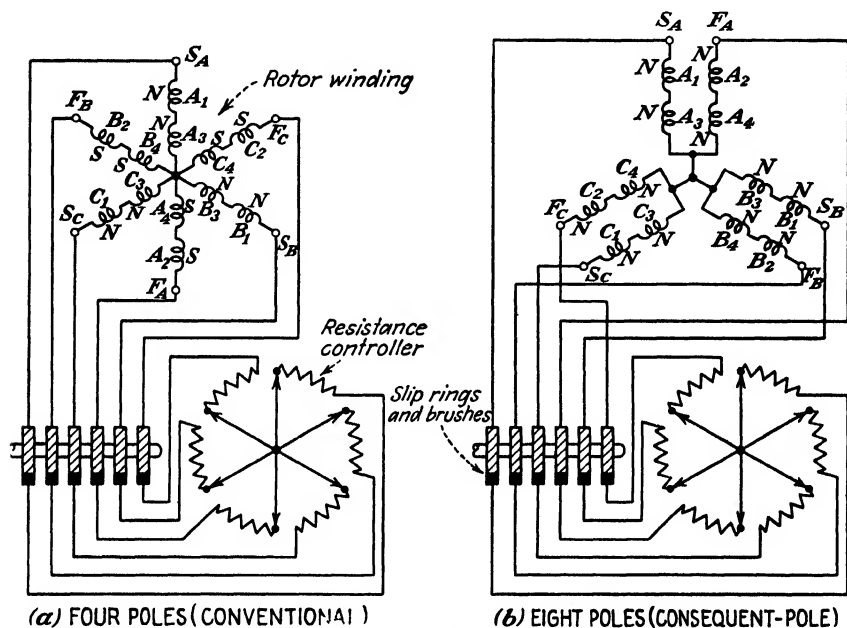 S_A
N A_1
Rotor winding
N A_3
F_B
B_2
S B_4
S
S F_C
S C_2
C_4
C_3
C_1 N
S_C N
A_4 S
N
B_3 N
B_1 S_B
A_2 S
F_A
Resistance
controller
(a) FOUR POLES (CONVENTIONAL)
S_A F_A
N A_1 N A_2
N A_3 N A_4
C_4
C_2 N
F_C N
C_3
C_1 N
S_C N
N
B_3 N
B_1 S_B
N
B_4 N
B_2 F_B
Slip rings
and brushes
(b) EIGHT POLES (CONSEQUENT-POLE)